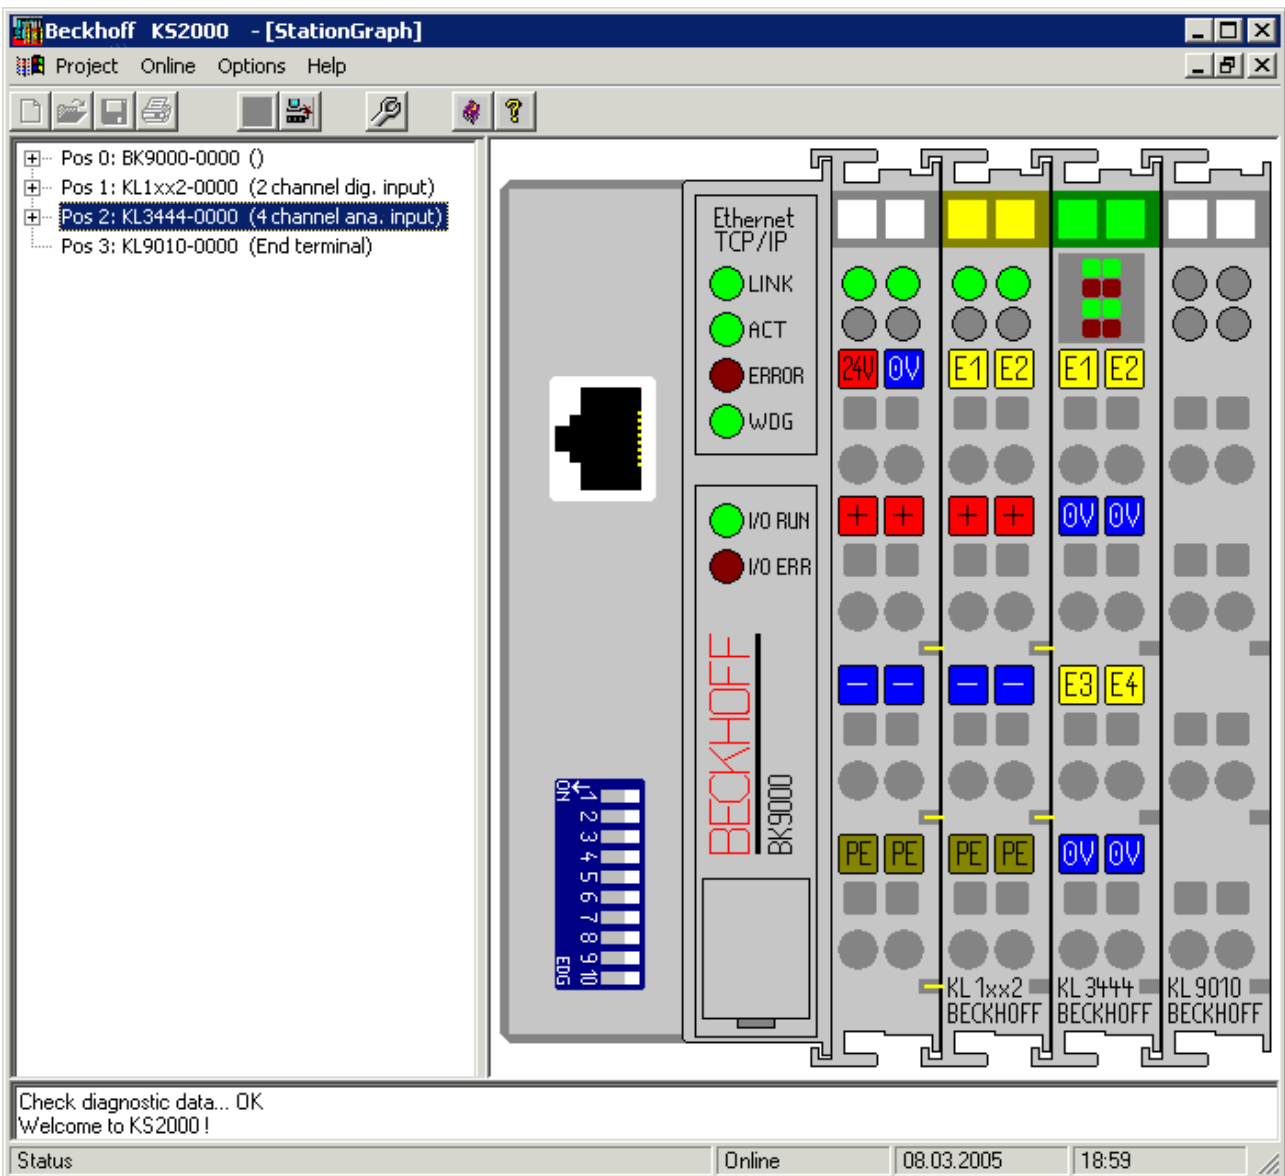 Beckhoff KS2000 - [StationGraph]
Project Online Options Help
Pos 0: BK9000-0000 ()
Pos 1: KL1xx2-0000 (2 channel dig. input)
Pos 2: KL3444-0000 (4 channel ana. input)
Pos 3: KL9010-0000 (End terminal)
Ethernet
TCP/IP
LINK
ACT
ERROR
WDG
I/O RUN
I/O ERR
BECKHOFF
BK9000
ON
1
2
3
4
5
6
7
8
9
10
EDG
24V 0V
+ +
— —
PE PE
E1 E2
+ +
— —
PE PE
KL 1xx2
BECKHOFF
E1 E2
0V 0V
E3 E4
0V 0V
KL 3444
BECKHOFF
KL 9010
BECKHOFF
Check diagnostic data... OK
Welcome to KS2000 !
Status Online 08.03.2005 18:59